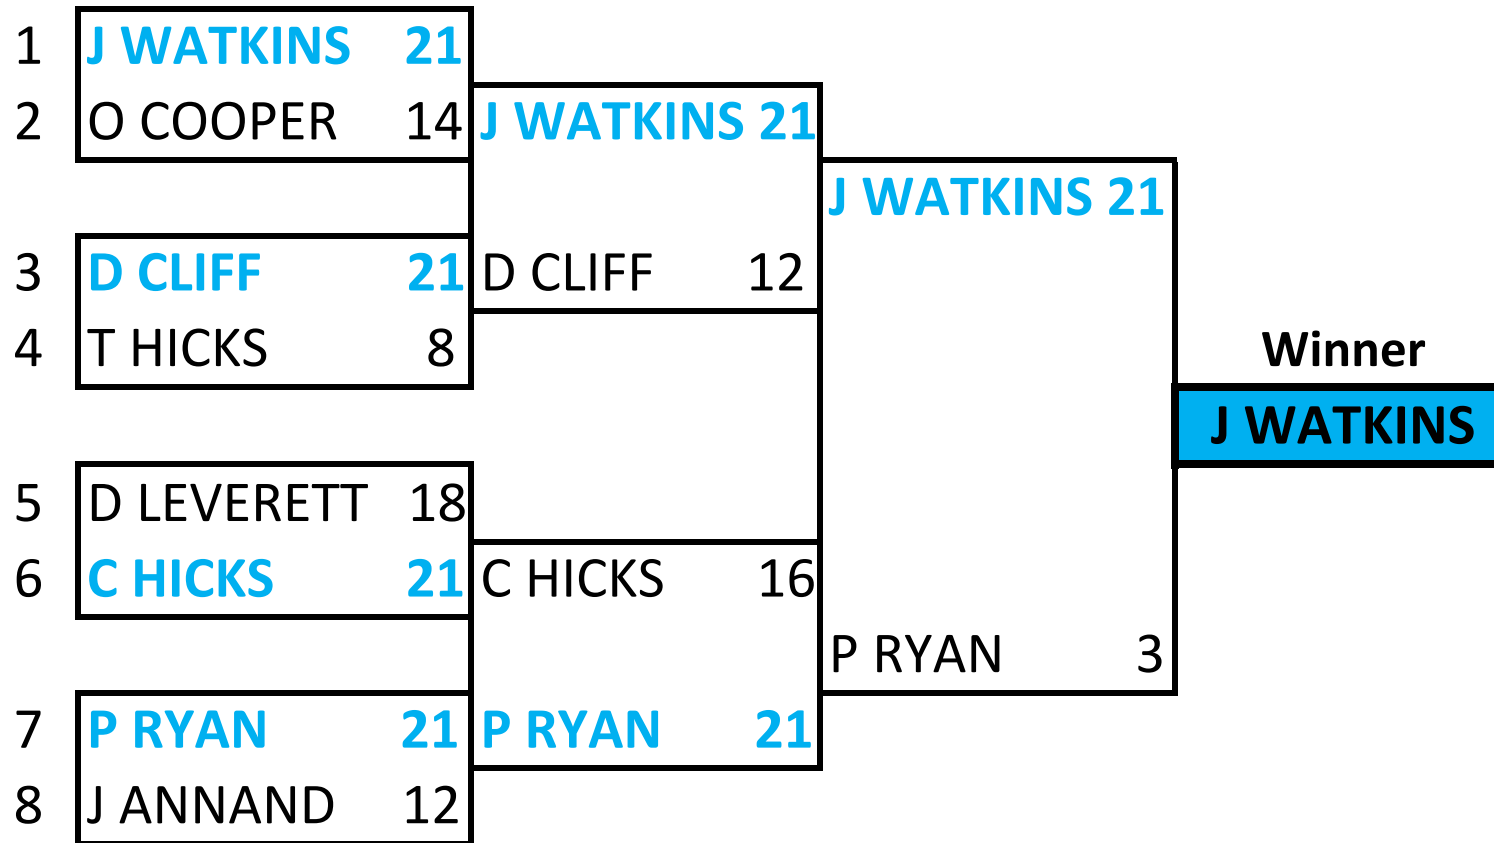 1 J WATKINS 21
2 O COOPER 14
J WATKINS 21
J WATKINS 21
3 D CLIFF 21
D CLIFF 12
4 T HICKS 8
Winner
J WATKINS
5 D LEVERETT 18
6 C HICKS 21
C HICKS 16
P RYAN 3
7 P RYAN 21
P RYAN 21
8 J ANNAND 12